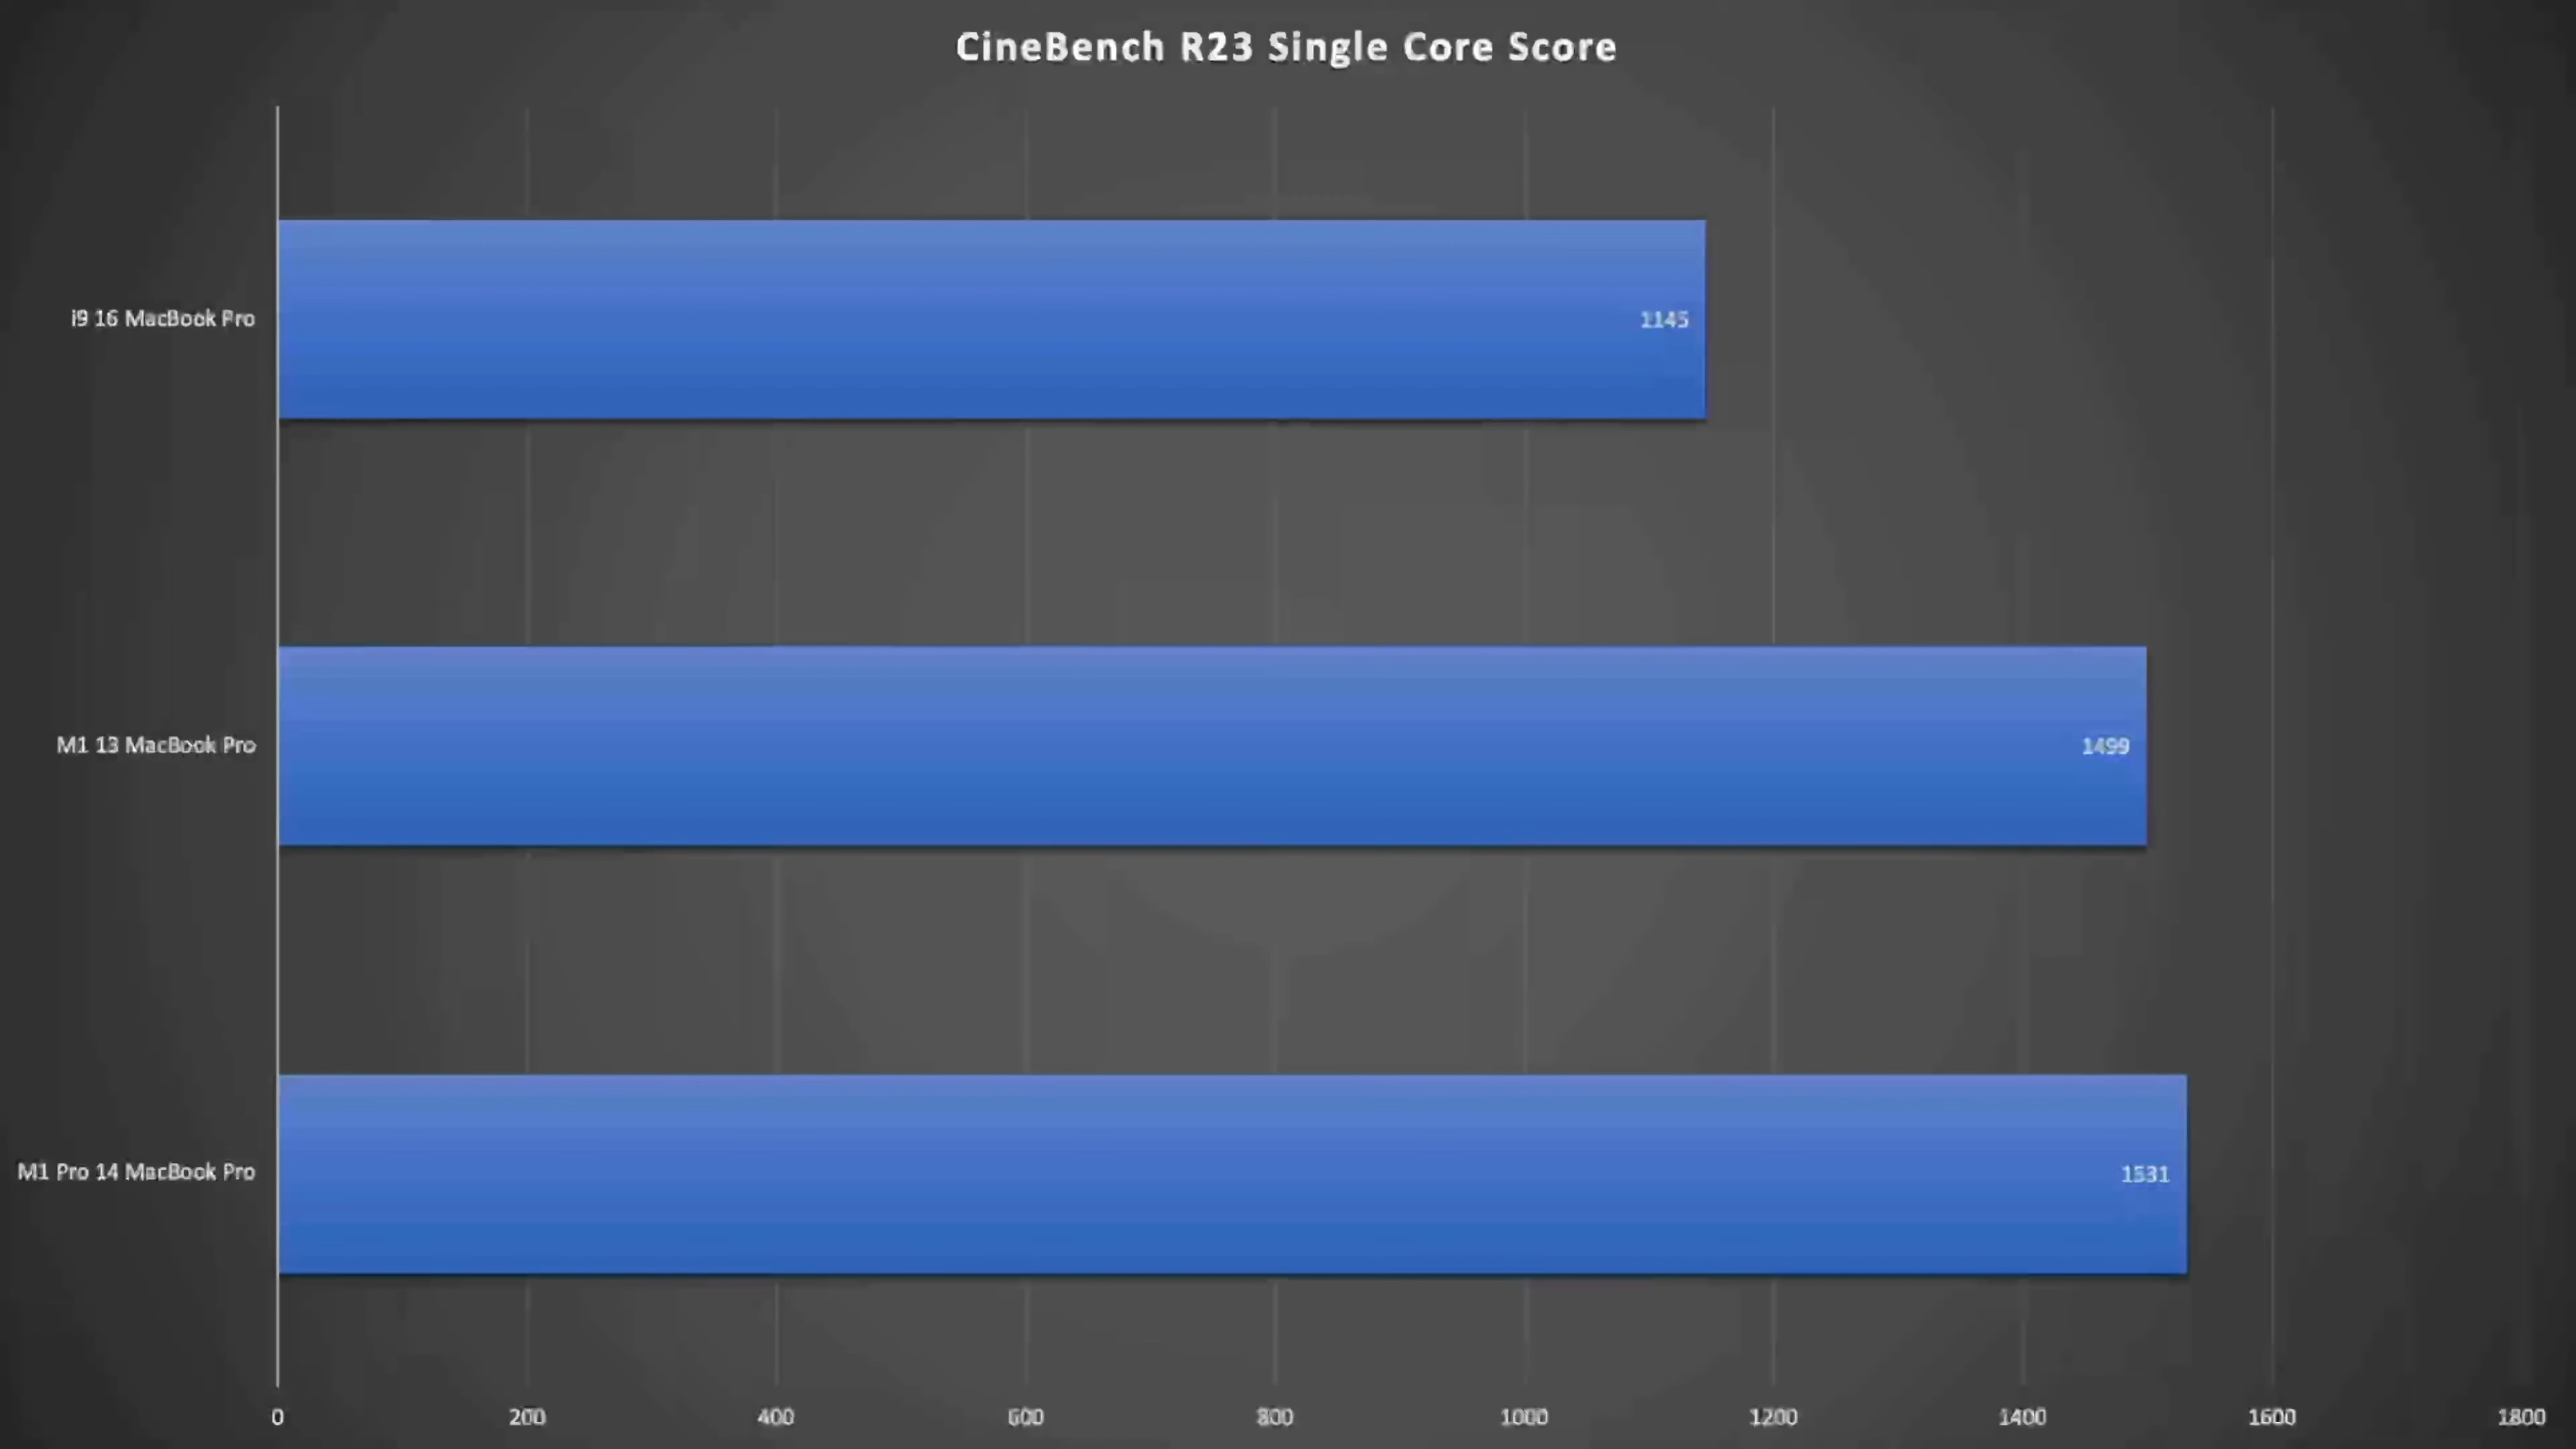 CineBench R23 Single Core Score
i9 16 MacBook Pro
1145
M1 13 MacBook Pro
1499
M1 Pro 14 MacBook Pro
1531
0 200 400 600 800 1000 1200 1400 1600 1800